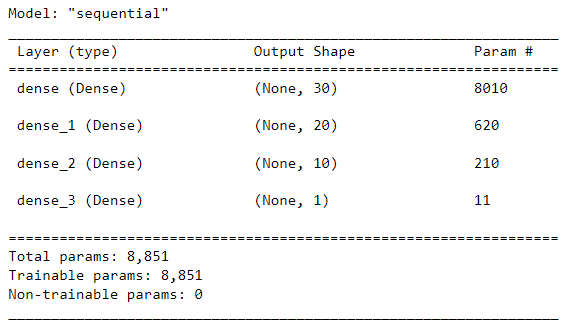 Model: "sequential"
_________________________________________________________________
Layer (type) Output Shape Param #
=================================================================
dense (Dense) (None, 30) 8010
dense_1 (Dense) (None, 20) 620
dense_2 (Dense) (None, 10) 210
dense_3 (Dense) (None, 1) 11
=================================================================
Total params: 8,851
Trainable params: 8,851
Non-trainable params: 0
_________________________________________________________________